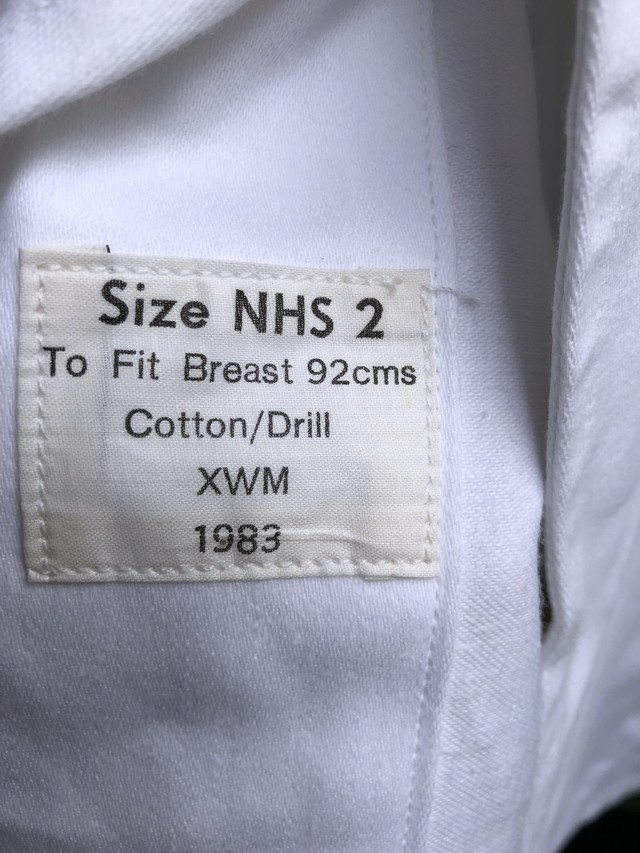 Size NHS 2
To Fit Breast 92cms
Cotton/Drill
XWM
1983